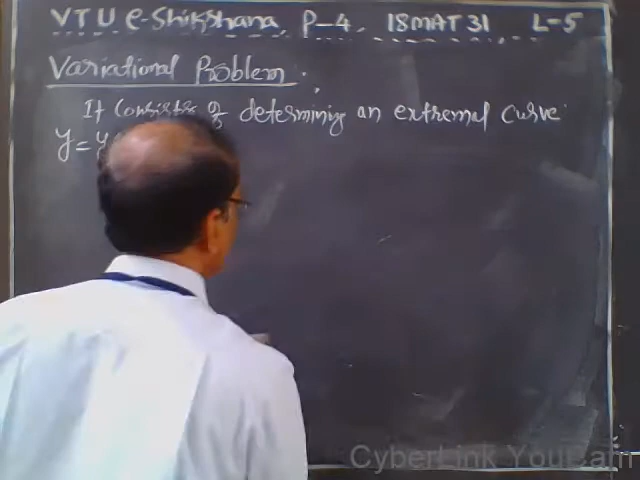 VTU e-Shikshana P-4. 18MAT31 L-5
Variational Problem.
It Consists of determining an extremal curve
y = y
CyberLink YouCam